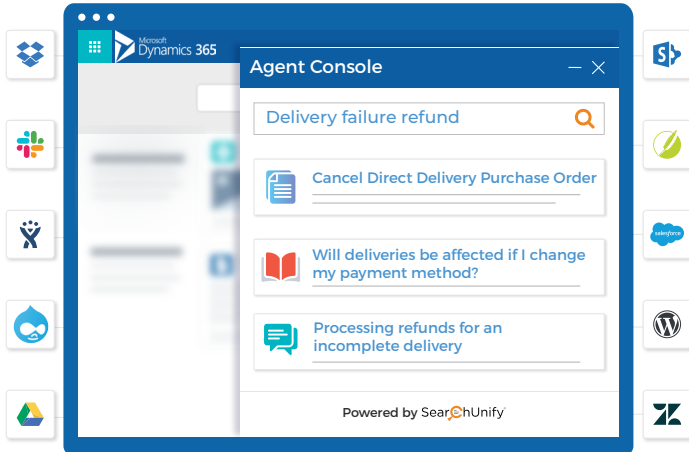 Microsoft
Dynamics 365
Agent Console
Delivery failure refund
Cancel Direct Delivery Purchase Order
Will deliveries be affected if I change
my payment method?
Processing refunds for an
incomplete delivery
Powered by SearchUnify
salesforce
S